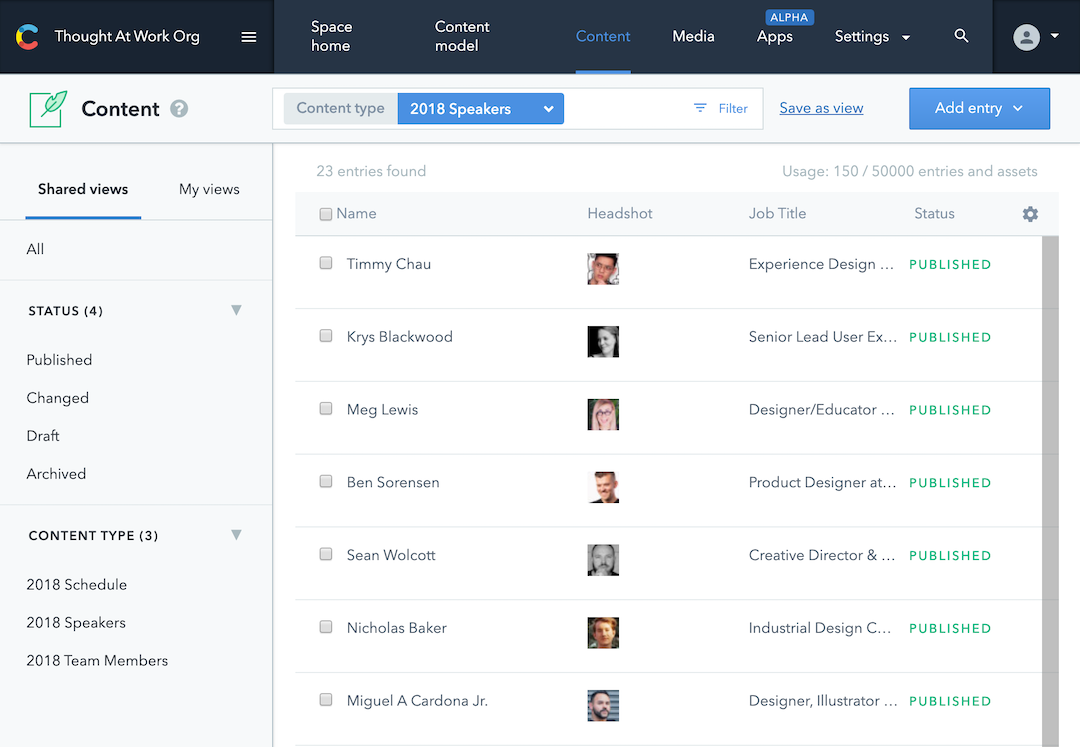 Thought At Work Org
Space home
Content model
Content
Media
ALPHA
Apps
Settings
Content ?
Content type 2018 Speakers
Filter
Save as view
Add entry
Shared views
My views
All
STATUS (4)
Published
Changed
Draft
Archived
CONTENT TYPE (3)
2018 Schedule
2018 Speakers
2018 Team Members
23 entries found
Usage: 150 / 50000 entries and assets
Name Headshot Job Title Status
Timmy Chau Experience Design ... PUBLISHED
Krys Blackwood Senior Lead User Ex... PUBLISHED
Meg Lewis Designer/Educator ... PUBLISHED
Ben Sorensen Product Designer at... PUBLISHED
Sean Wolcott Creative Director & ... PUBLISHED
Nicholas Baker Industrial Design C... PUBLISHED
Miguel A Cardona Jr. Designer, Illustrator ... PUBLISHED